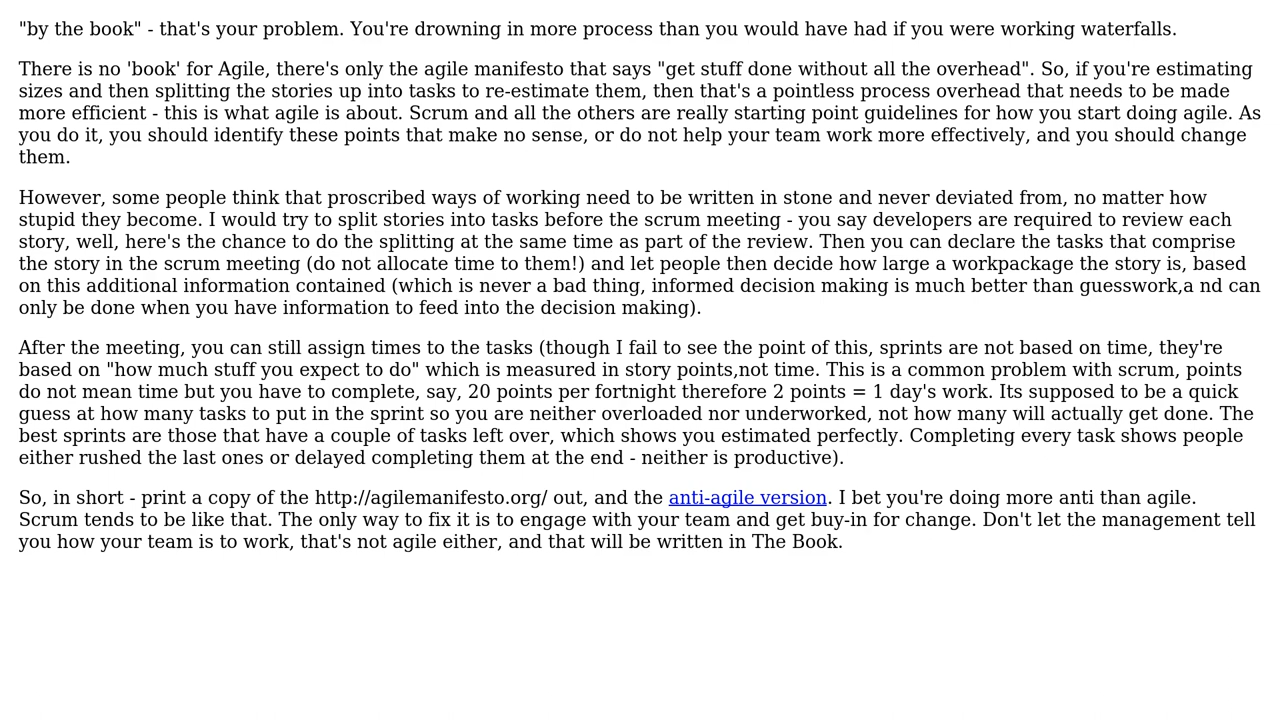 "by the book" - that's your problem. You're drowning in more process than you would have had if you were working waterfalls.
There is no 'book' for Agile, there's only the agile manifesto that says "get stuff done without all the overhead". So, if you're estimating
sizes and then splitting the stories up into tasks to re-estimate them, then that's a pointless process overhead that needs to be made
more efficient - this is what agile is about. Scrum and all the others are really starting point guidelines for how you start doing agile. As
you do it, you should identify these points that make no sense, or do not help your team work more effectively, and you should change
them.
However, some people think that proscribed ways of working need to be written in stone and never deviated from, no matter how
stupid they become. I would try to split stories into tasks before the scrum meeting - you say developers are required to review each
story, well, here's the chance to do the splitting at the same time as part of the review. Then you can declare the tasks that comprise
the story in the scrum meeting (do not allocate time to them!) and let people then decide how large a workpackage the story is, based
on this additional information contained (which is never a bad thing, informed decision making is much better than guesswork,a nd can
only be done when you have information to feed into the decision making).
After the meeting, you can still assign times to the tasks (though I fail to see the point of this, sprints are not based on time, they're
based on "how much stuff you expect to do" which is measured in story points,not time. This is a common problem with scrum, points
do not mean time but you have to complete, say, 20 points per fortnight therefore 2 points = 1 day's work. Its supposed to be a quick
guess at how many tasks to put in the sprint so you are neither overloaded nor underworked, not how many will actually get done. The
best sprints are those that have a couple of tasks left over, which shows you estimated perfectly. Completing every task shows people
either rushed the last ones or delayed completing them at the end - neither is productive).
So, in short - print a copy of the http://agilemanifesto.org/ out, and the anti-agile version. I bet you're doing more anti than agile.
Scrum tends to be like that. The only way to fix it is to engage with your team and get buy-in for change. Don't let the management tell
you how your team is to work, that's not agile either, and that will be written in The Book.